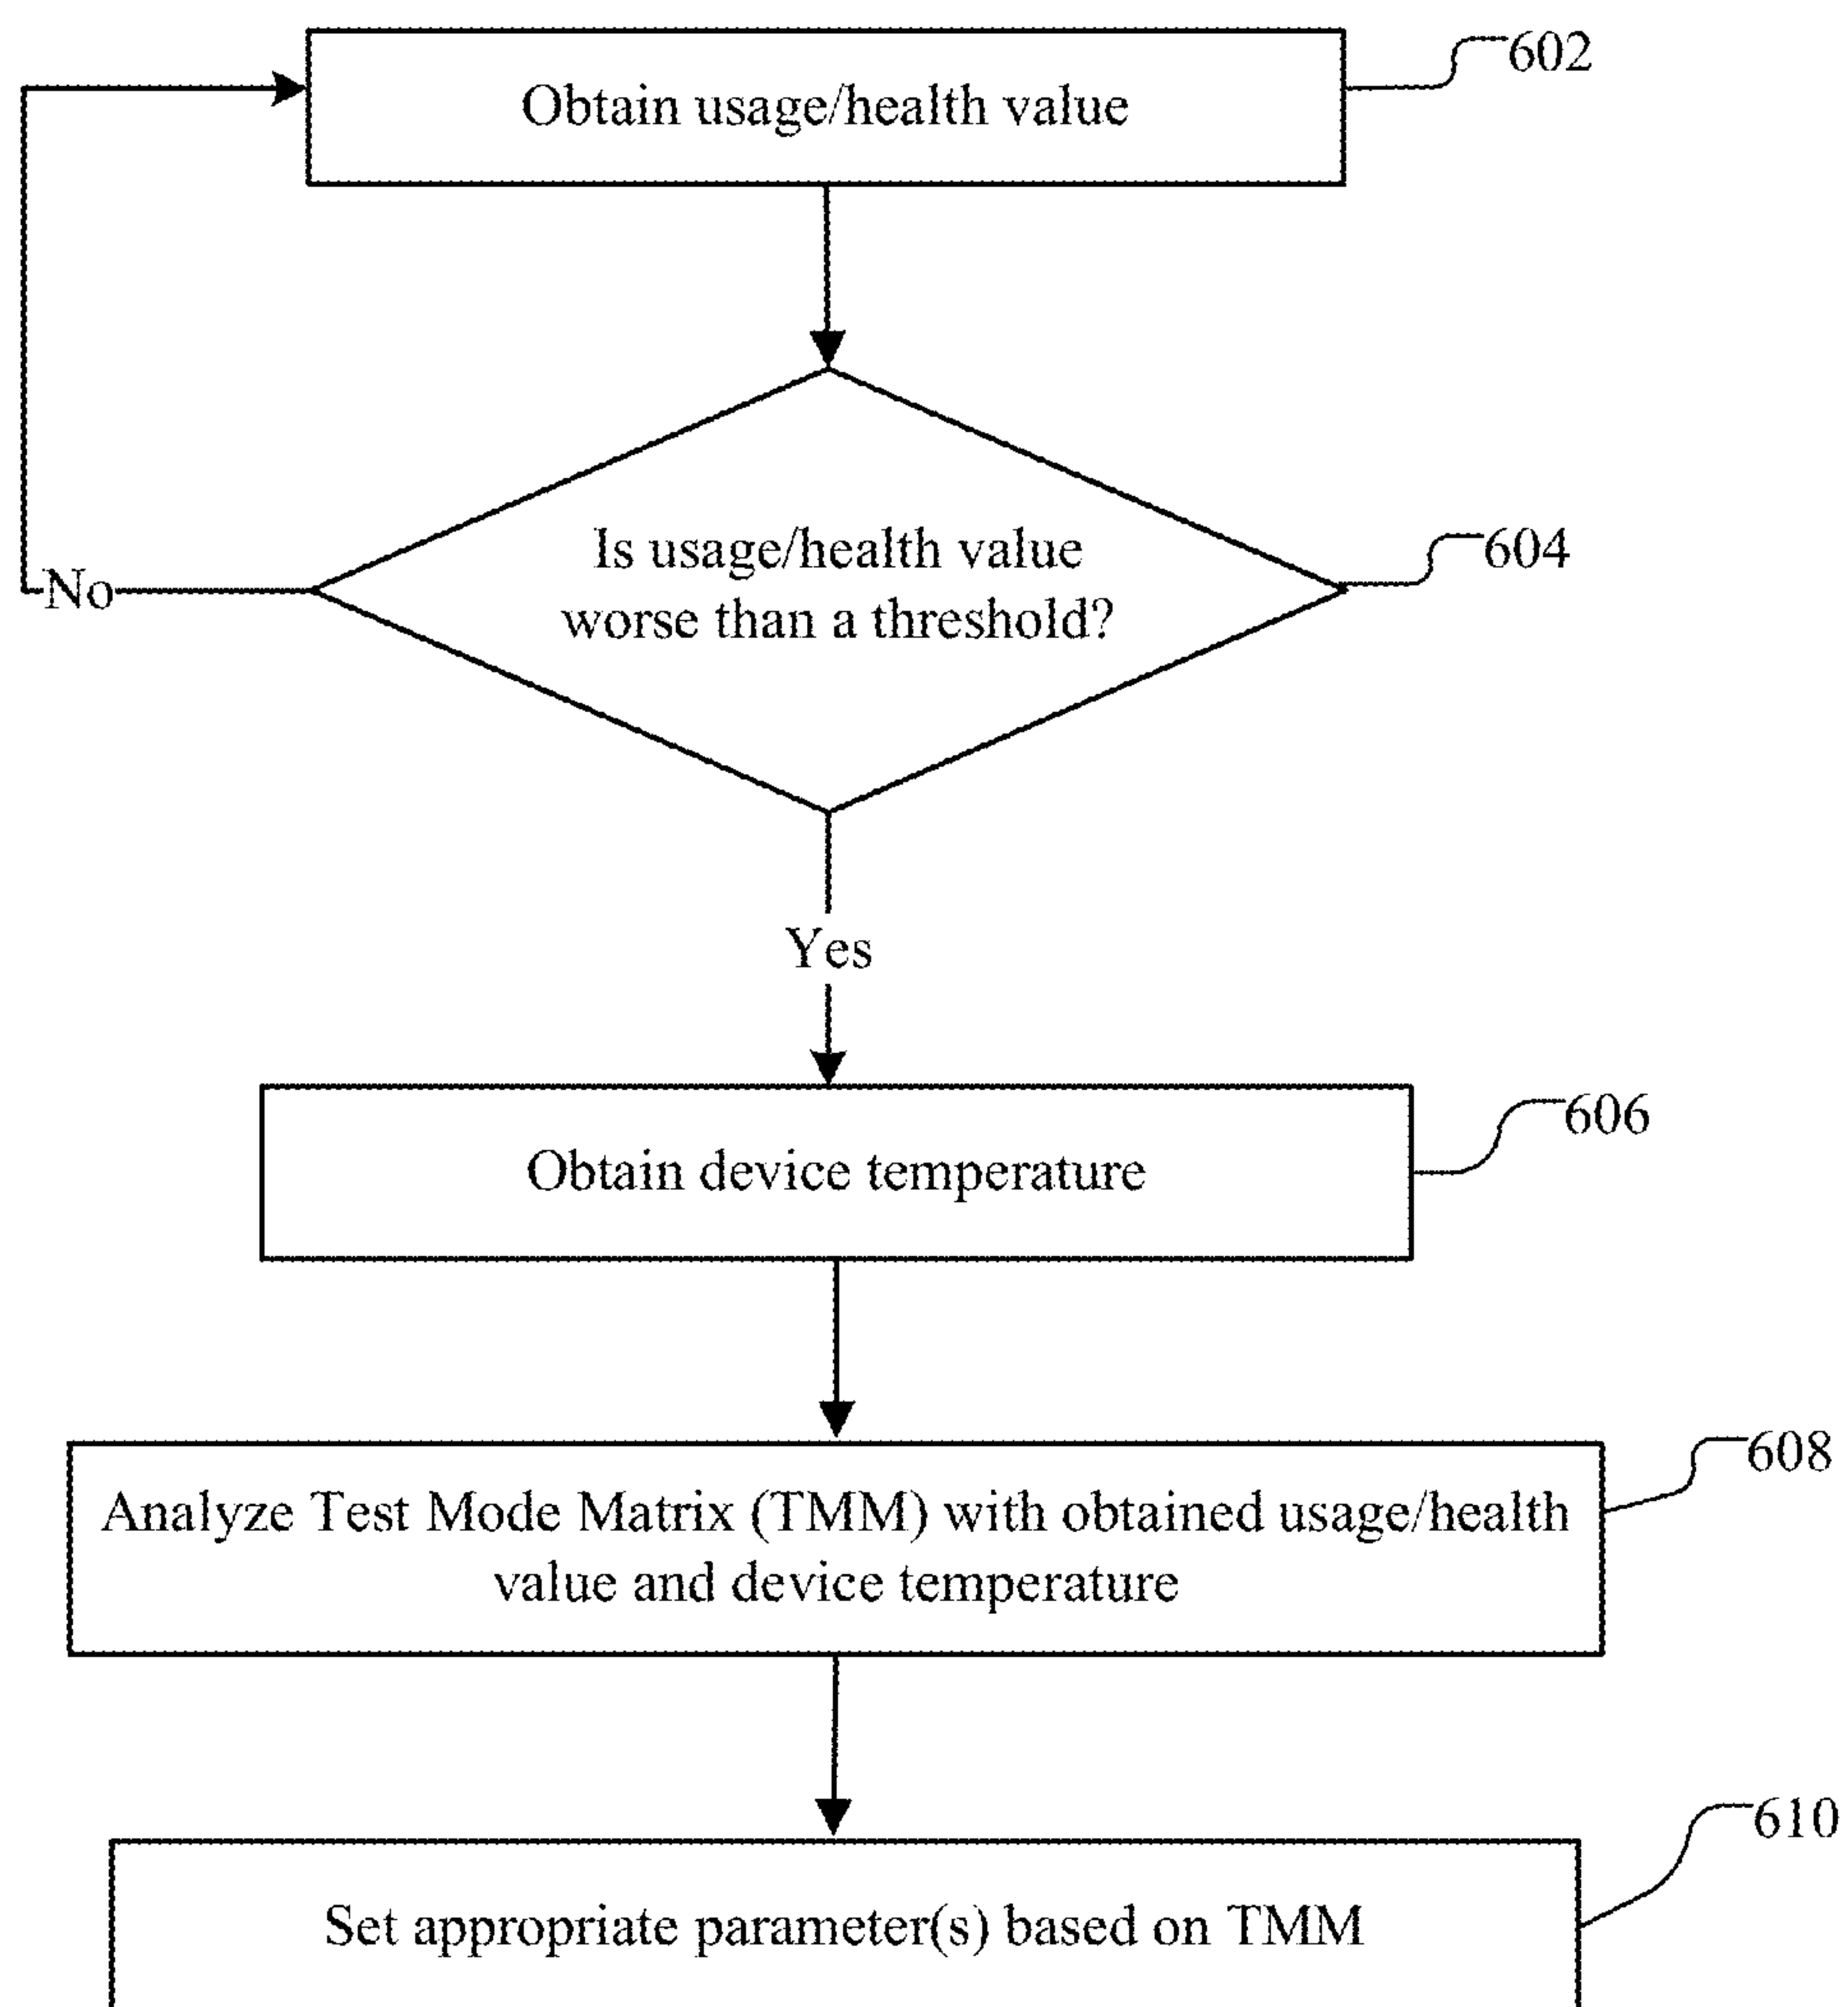 602
Obtain usage/health value
604
Is usage/health value
worse than a threshold?
No
Yes
606
Obtain device temperature
608
Analyze Test Mode Matrix (TMM) with obtained usage/health
value and device temperature
610
Set appropriate parameter(s) based on TMM